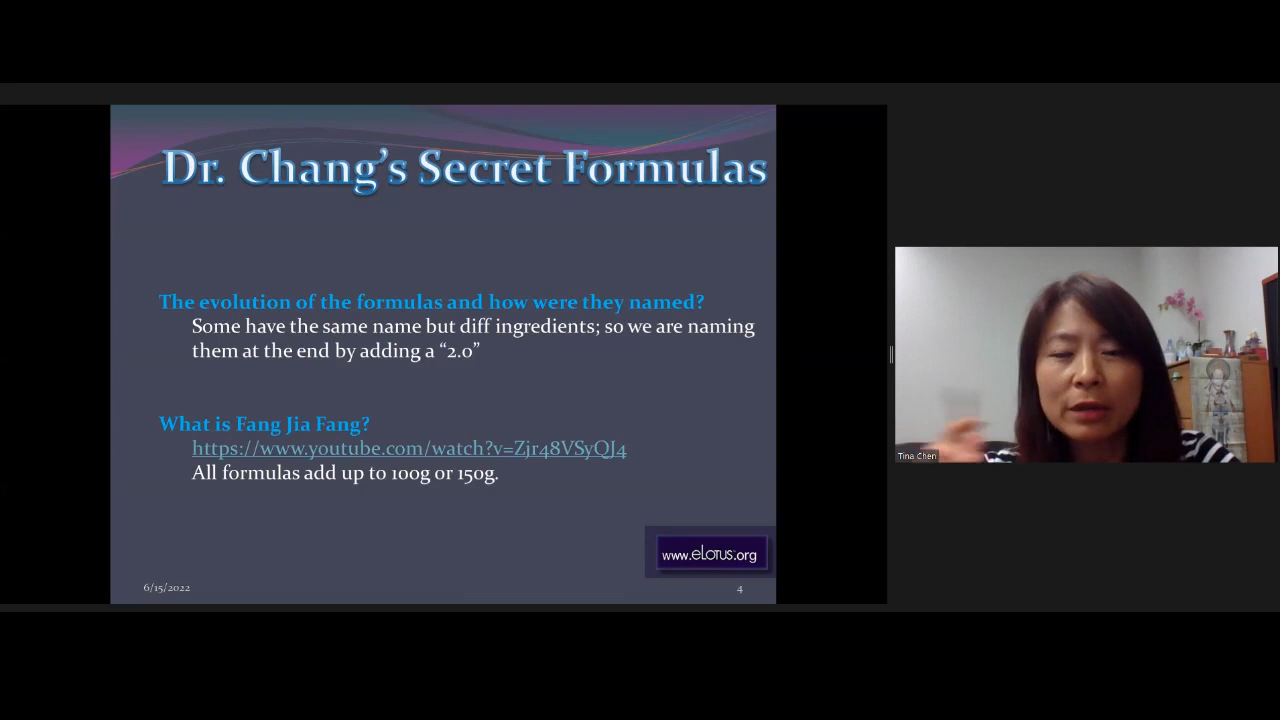 Dr. Chang’s Secret Formulas
The evolution of the formulas and how were they named?
Some have the same name but diff ingredients; so we are naming
them at the end by adding a “2.0”
What is Fang Jia Fang?
https://www.youtube.com/watch?v=Zjr48VSyQJ4
All formulas add up to 100g or 150g.
www.eLotus.org
6/15/2022
4
Tina Chen